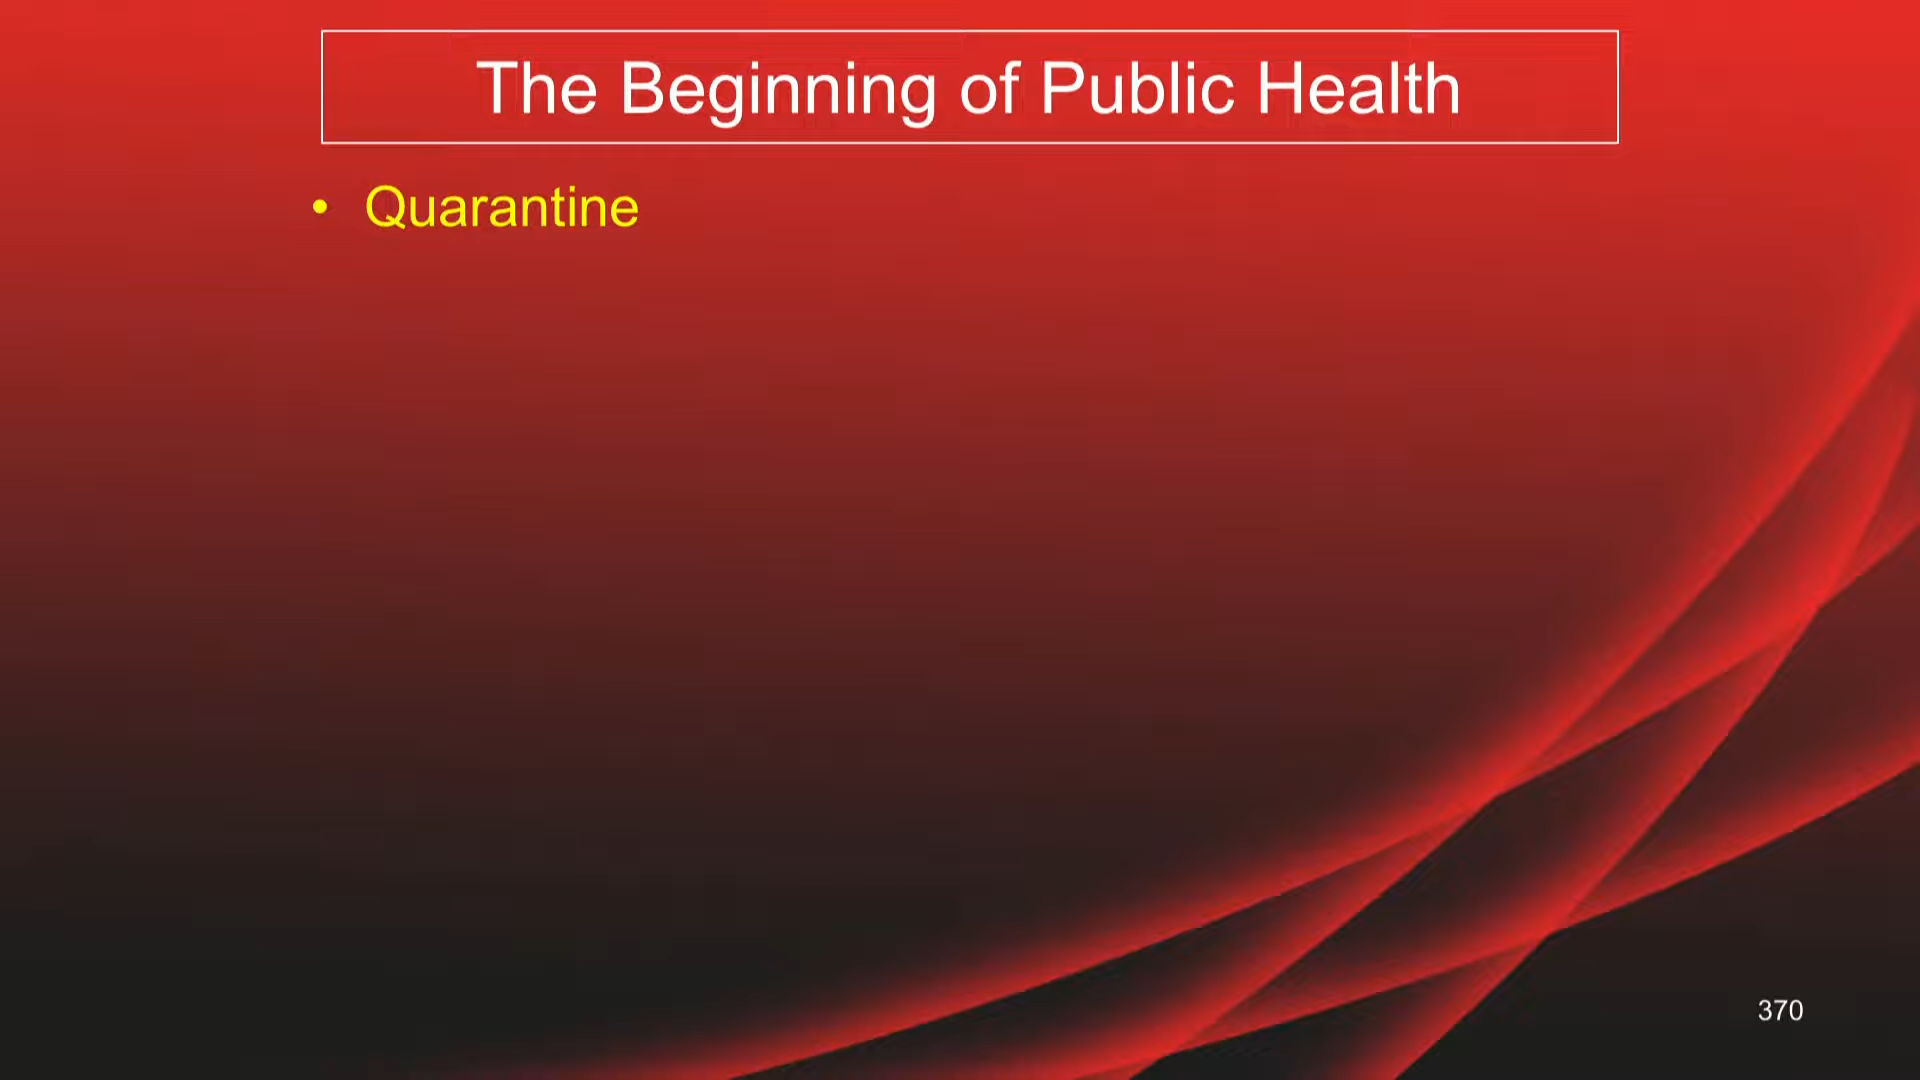 The Beginning of Public Health
• Quarantine
370